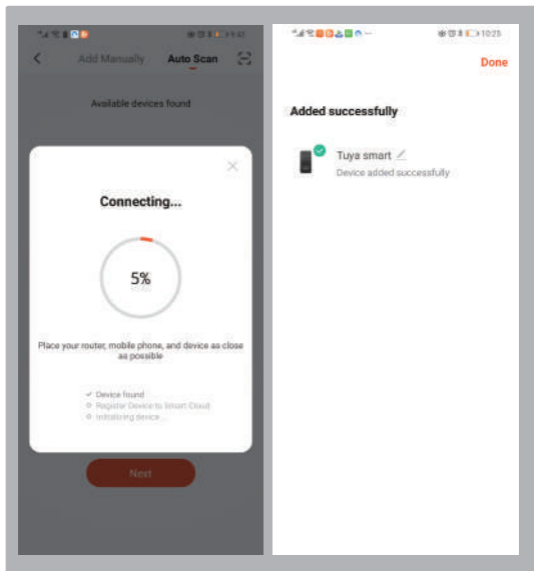 Add Manually
Auto Scan
Available devices found
Connecting...
5%
Place your router, mobile phone, and device as close
as possible
Device found
Register Device to Smart Cloud
Initializing device...
Next
10:25
Done
Added successfully
Tuya smart
Device added successfully